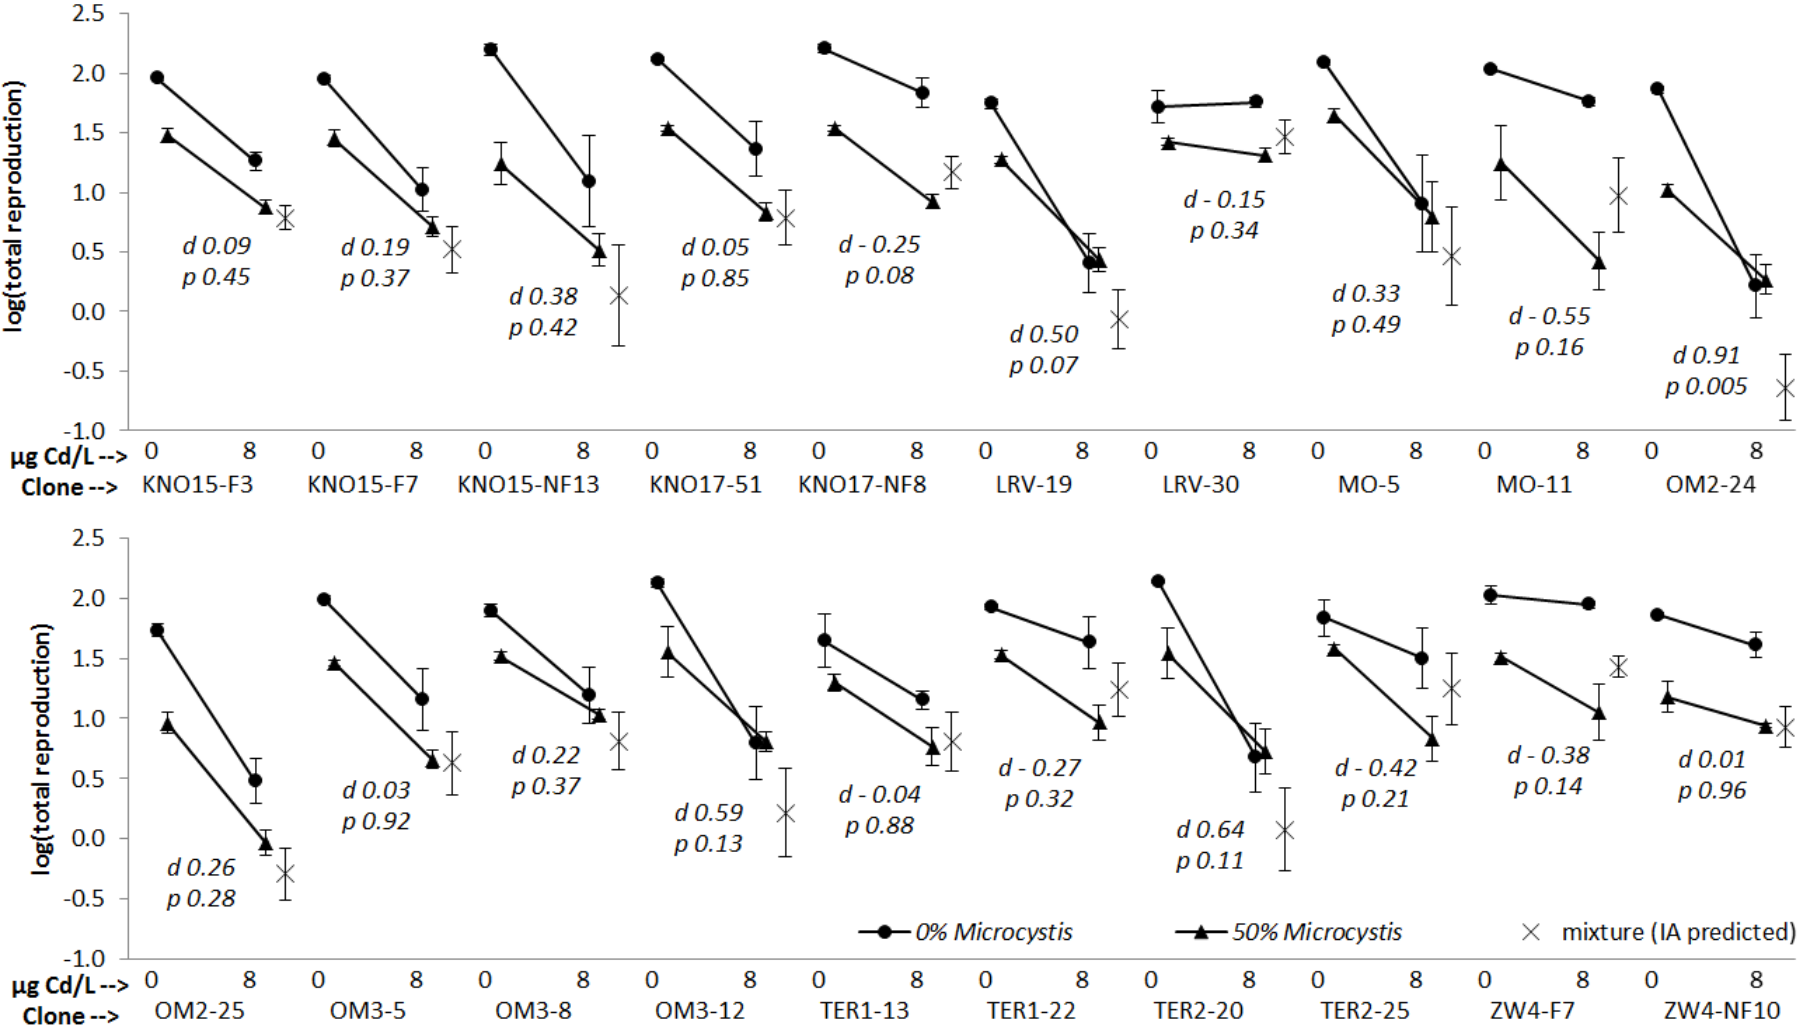 2.5
2.0
1.5
1.0
0.5
0.0
-0.5
-1.0
log(total reproduction)
d 0.09
p 0.45
d 0.19
p 0.37
d 0.38
p 0.42
d 0.05
p 0.85
d - 0.25
p 0.08
d 0.50
p 0.07
d - 0.15
p 0.34
d 0.33
p 0.49
d - 0.55
p 0.16
d 0.91
p 0.005
µg Cd/L --> 0 8 0 8 0 8 0 8 0 8 0 8 0 8 0 8 0 8 0 8
Clone --> KNO15-F3 KNO15-F7 KNO15-NF13 KNO17-51 KNO17-NF8 LRV-19 LRV-30 MO-5 MO-11 OM2-24
2.5
2.0
1.5
1.0
0.5
0.0
-0.5
-1.0
log(total reproduction)
d 0.26
p 0.28
d 0.03
p 0.92
d 0.22
p 0.37
d 0.59
p 0.13
d - 0.04
p 0.88
d - 0.27
p 0.32
d 0.64
p 0.11
d - 0.42
p 0.21
d - 0.38
p 0.14
d 0.01
p 0.96
0% Microcystis 50% Microcystis mixture (IA predicted)
µg Cd/L --> 0 8 0 8 0 8 0 8 0 8 0 8 0 8 0 8 0 8 0 8
Clone --> OM2-25 OM3-5 OM3-8 OM3-12 TER1-13 TER1-22 TER2-20 TER2-25 ZW4-F7 ZW4-NF10